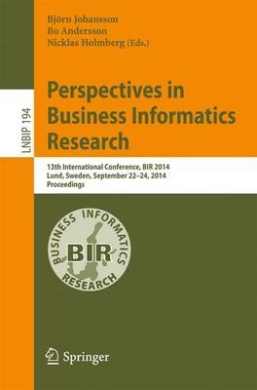 Björn Johansson
Bo Andersson
Nicklas Holmberg (Eds.)
LNBIP 194
Perspectives in
Business Informatics
Research
13th International Conference, BIR 2014
Lund, Sweden, September 22–24, 2014
Proceedings
BUSINESS INFORMATICS
BIR
RESEARCH
Springer